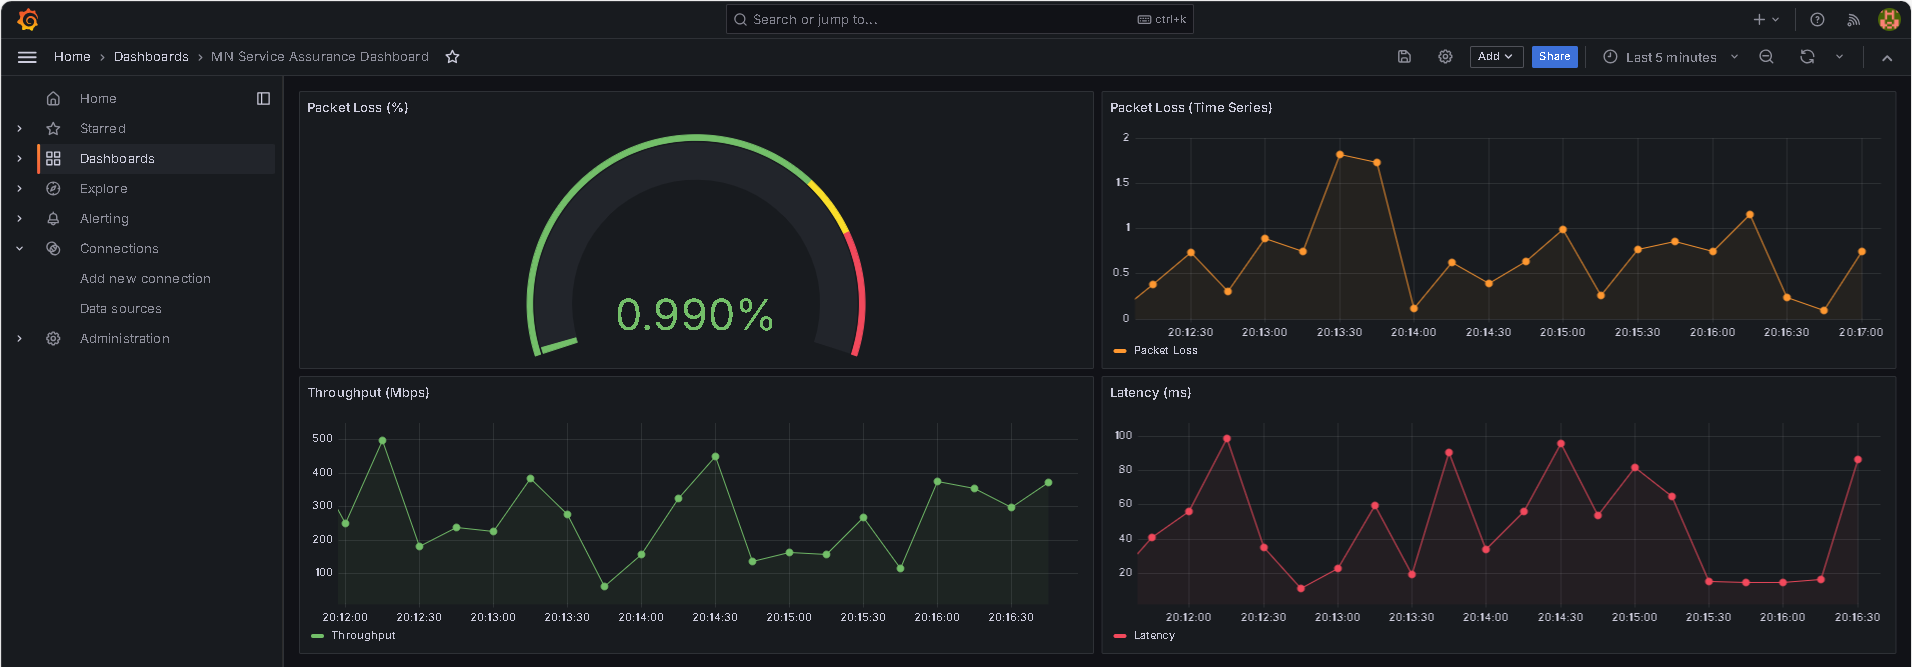 Search or jump to...
ctrl+k
Home > Dashboards > MN Service Assurance Dashboard
Add
Share
Last 5 minutes
Home
Starred
Dashboards
Explore
Alerting
Connections
Add new connection
Data sources
Administration
Packet Loss (%)
0.990%
Packet Loss (Time Series)
2
1.5
1
0.5
0
20:12:30 20:13:00 20:13:30 20:14:00 20:14:30 20:15:00 20:15:30 20:16:00 20:16:30 20:17:00
Packet Loss
Throughput (Mbps)
500
400
300
200
100
20:12:00 20:12:30 20:13:00 20:13:30 20:14:00 20:14:30 20:15:00 20:15:30 20:16:00 20:16:30
Throughput
Latency (ms)
100
80
60
40
20
20:12:00 20:12:30 20:13:00 20:13:30 20:14:00 20:14:30 20:15:00 20:15:30 20:16:00 20:16:30
Latency